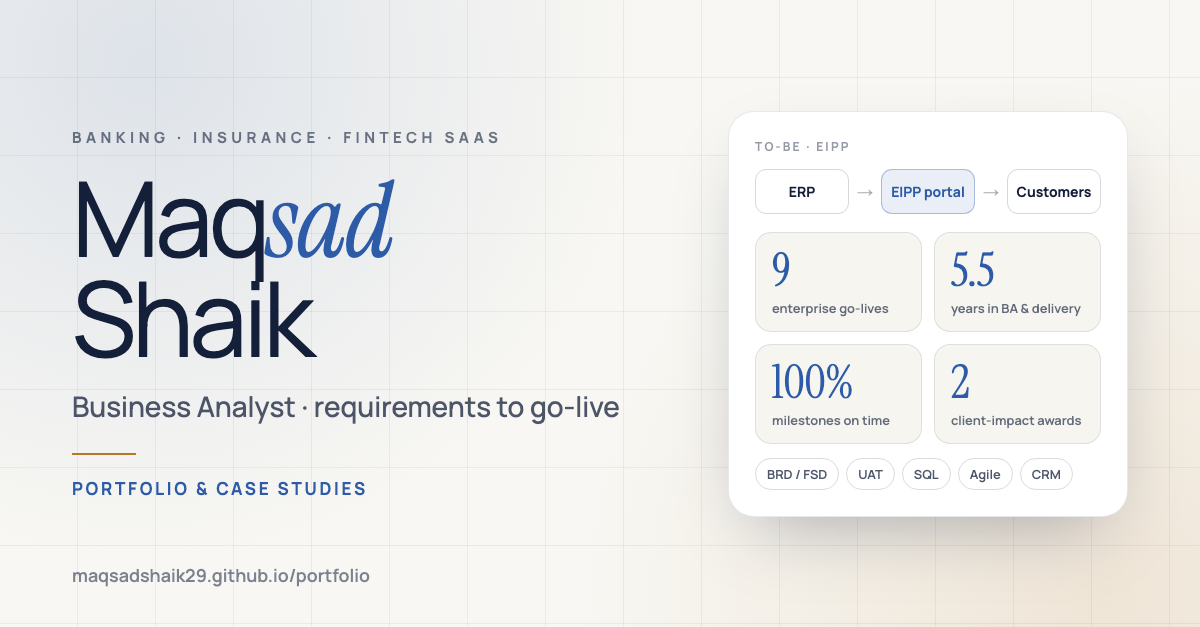 BANKING · INSURANCE · FINTECH SAAS
Maqsad
Shaik
Business Analyst · requirements to go-live
PORTFOLIO & CASE STUDIES
maqsadshaik29.github.io/portfolio
TO-BE · EIPP
ERP → EIPP portal → Customers
9
enterprise go-lives
5.5
years in BA & delivery
100%
milestones on time
2
client-impact awards
BRD / FSD UAT SQL Agile CRM